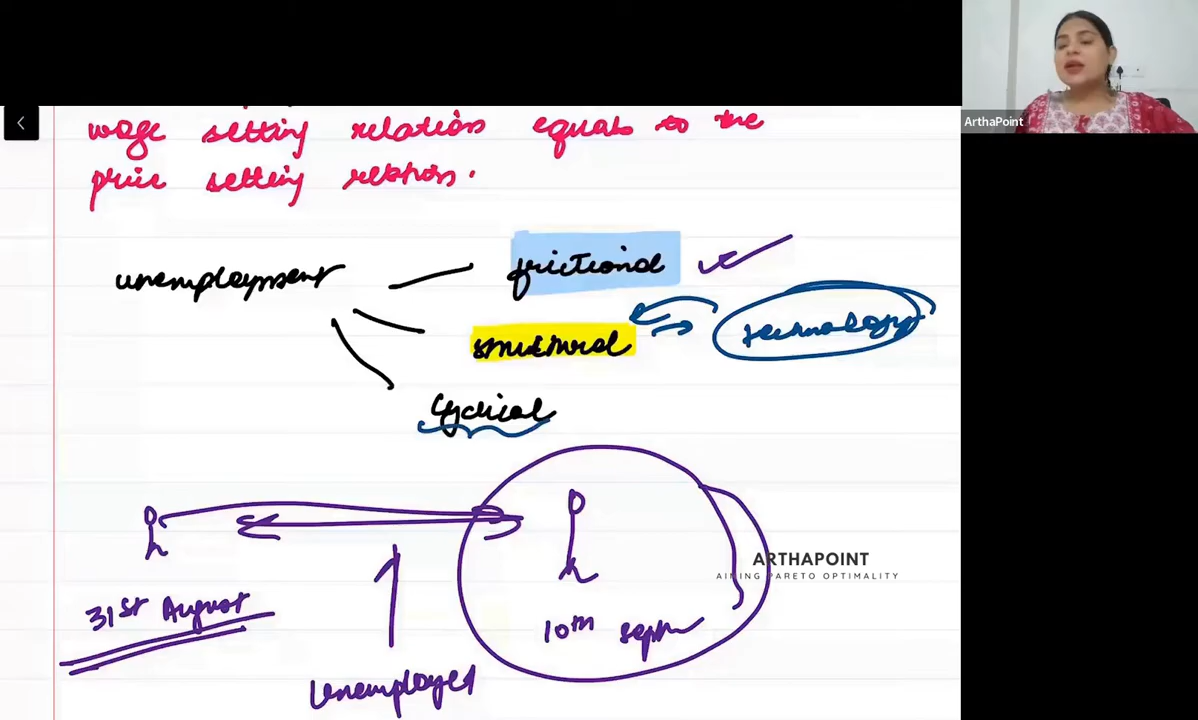 ArthaPoint
wage setting relation equals to the
price setting relation.
unemployment
frictional
structural
technology
cyclical
ARTHAPOINT
AIMING PARETO OPTIMALITY
31st August
10th
unemployed